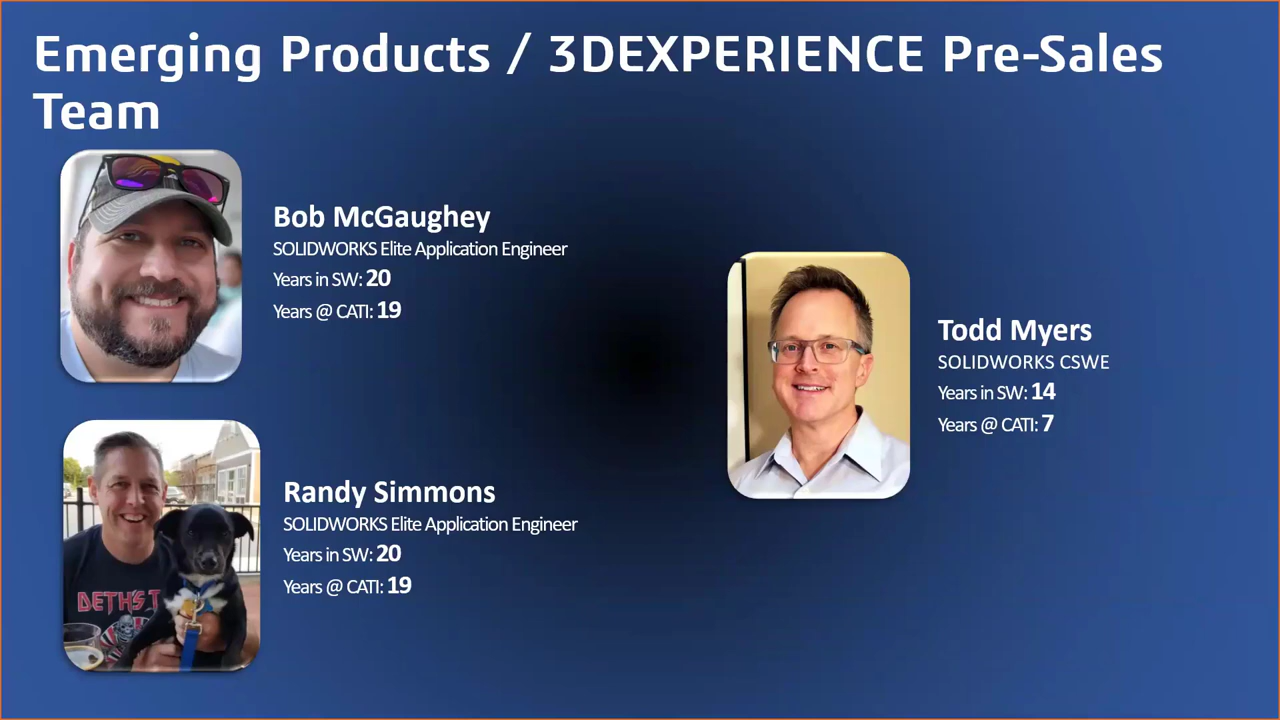 Emerging Products / 3DEXPERIENCE Pre-Sales
Team
Bob McGaughey
SOLIDWORKS Elite Application Engineer
Years in SW: 20
Years @ CATI: 19
Todd Myers
SOLIDWORKS CSWE
Years in SW: 14
Years @ CATI: 7
Randy Simmons
SOLIDWORKS Elite Application Engineer
Years in SW: 20
Years @ CATI: 19
DETH'S T